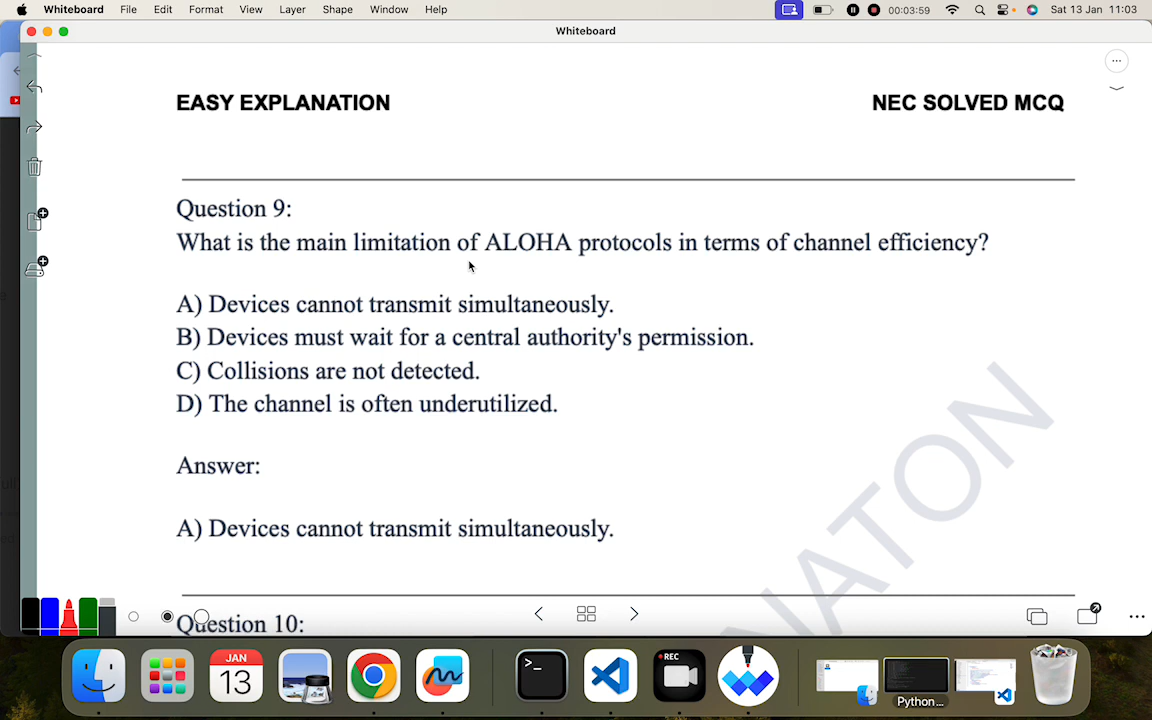 Whiteboard File Edit Format View Layer Shape Window Help 00:03:59 Sat 13 Jan 11:03
Whiteboard
EASY EXPLANATION NEC SOLVED MCQ
Question 9:
What is the main limitation of ALOHA protocols in terms of channel efficiency?
A) Devices cannot transmit simultaneously.
B) Devices must wait for a central authority's permission.
C) Collisions are not detected.
D) The channel is often underutilized.
Answer:
A) Devices cannot transmit simultaneously.
NATON
Question 10:
JAN
13
REC
Python...